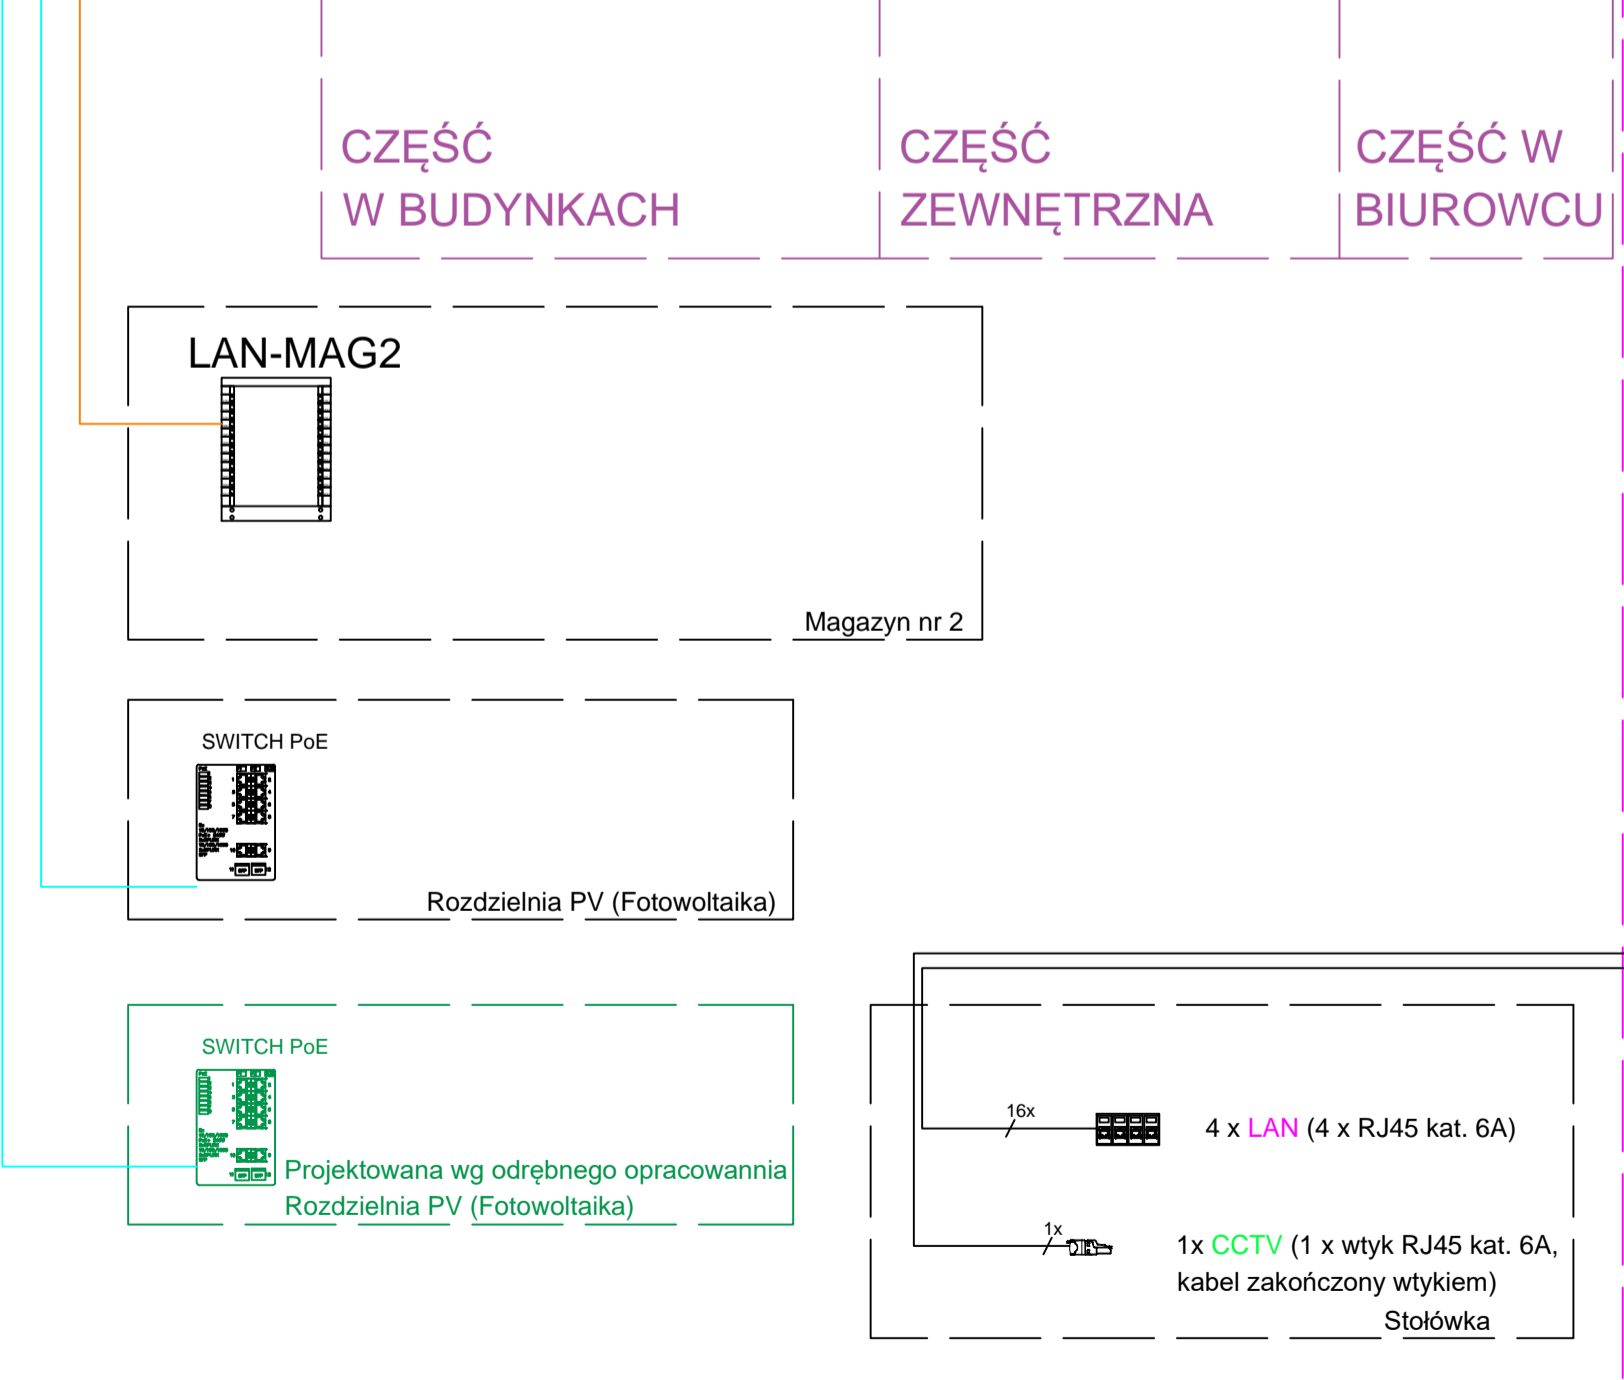 CZĘŚĆ
W BUDYNKACH
CZĘŚĆ
ZEWNĘTRZNA
CZĘŚĆ W
BIUROWCU
LAN-MAG2
Magazyn nr 2
SWITCH PoE
Rozdzielnia PV (Fotowoltaika)
SWITCH PoE
Projektowana wg odrębnego opracowannia
Rozdzielnia PV (Fotowoltaika)
16x
4 x LAN (4 x RJ45 kat. 6A)
1x
1x CCTV (1 x wtyk RJ45 kat. 6A,
kabel zakończony wtykiem)
Stołówka